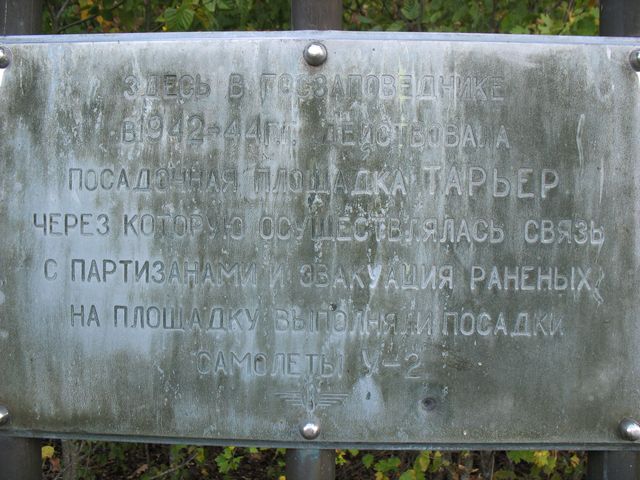 ЗДЕСЬ В ГОСЗАПОВЕДНИКЕ
В 1942-44 ГГ. ДЕЙСТВОВАЛА
ПОСАДОЧНАЯ ПЛОЩАДКА ТАРЬЕР
ЧЕРЕЗ КОТОРУЮ ОСУЩЕСТВЛЯЛАСЬ СВЯЗЬ
С ПАРТИЗАНАМИ И ЭВАКУАЦИЯ РАНЕНЫХ
НА ПЛОЩАДКУ ВЫПОЛНЯЛИ ПОСАДКИ
САМОЛЕТЫ У-2